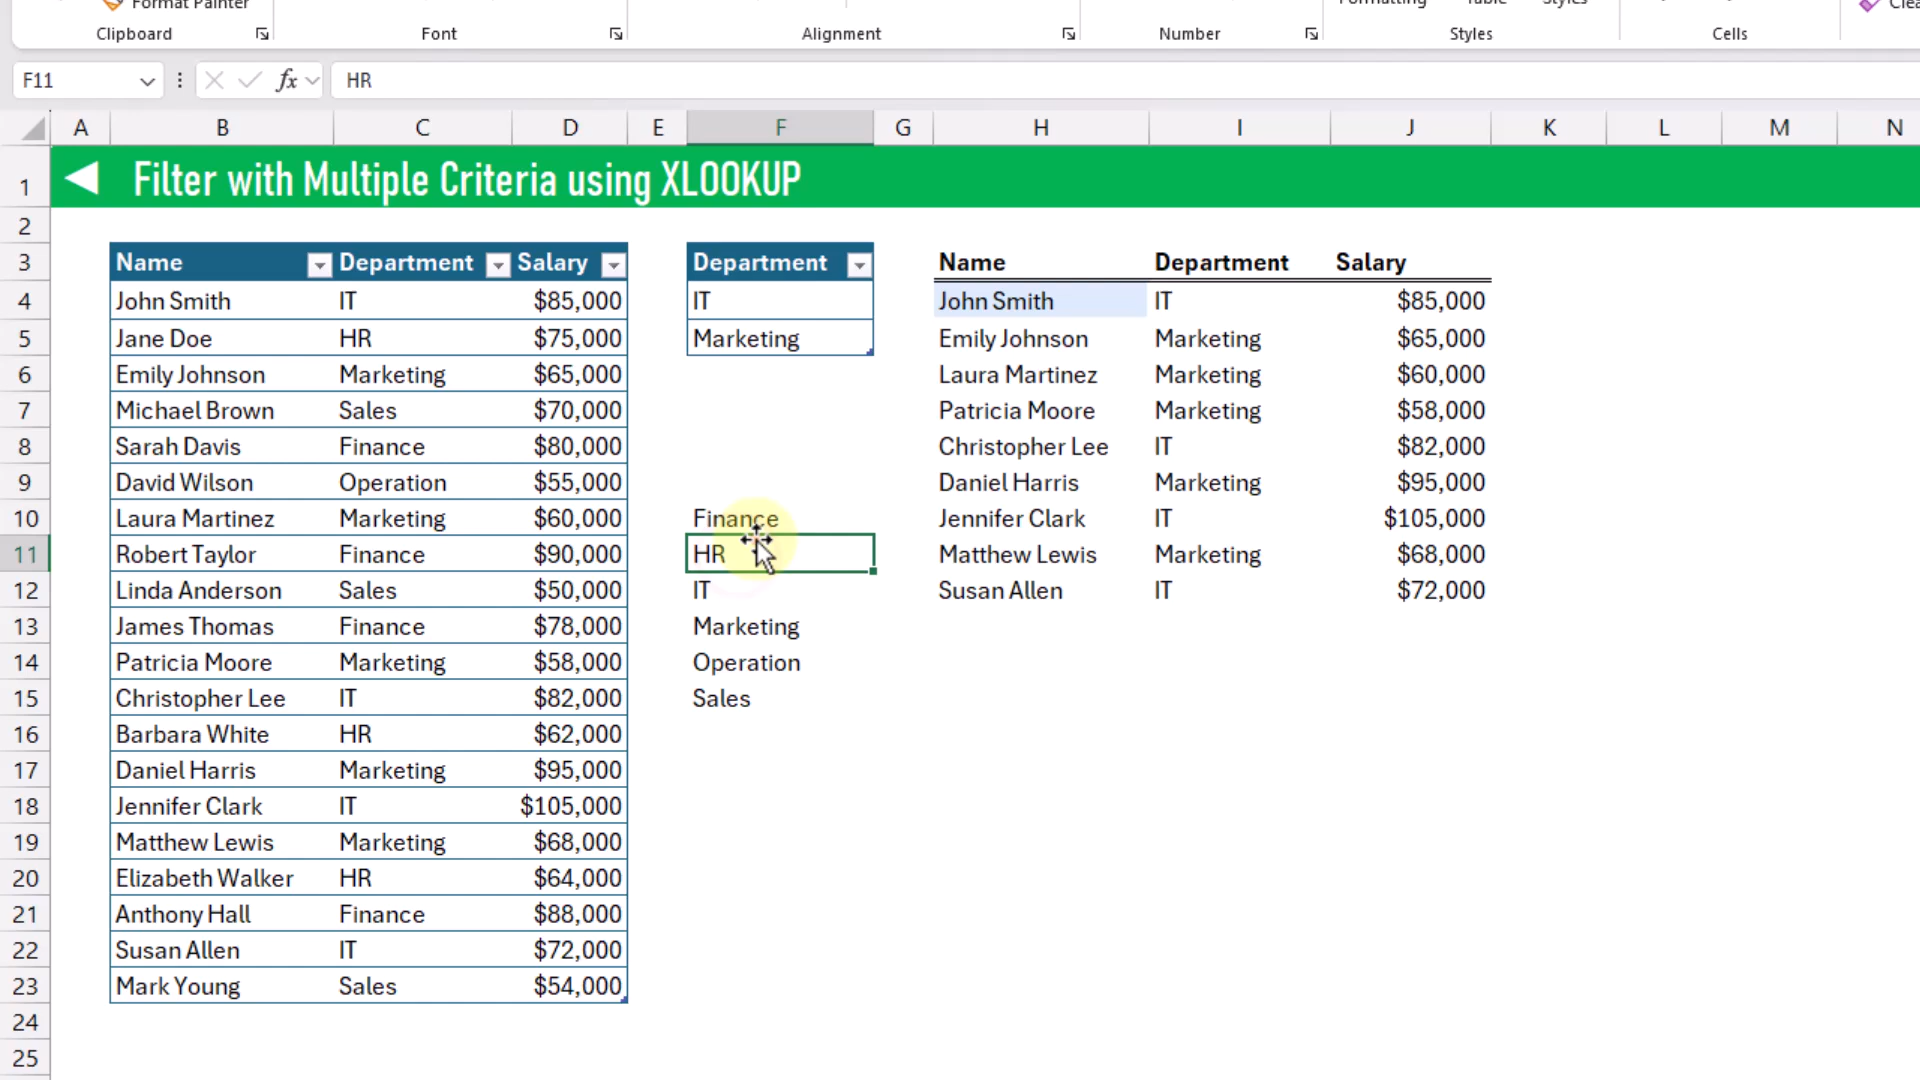 Format Painter
Formatting Table Styles Clea
Clipboard Font Alignment Number Styles Cells
F11 fx HR
A B C D E F G H I J K L M N
1 Filter with Multiple Criteria using XLOOKUP
2
3 Name Department Salary Department Name Department Salary
4 John Smith IT $85,000 IT John Smith IT $85,000
5 Jane Doe HR $75,000 Marketing Emily Johnson Marketing $65,000
6 Emily Johnson Marketing $65,000 Laura Martinez Marketing $60,000
7 Michael Brown Sales $70,000 Patricia Moore Marketing $58,000
8 Sarah Davis Finance $80,000 Christopher Lee IT $82,000
9 David Wilson Operation $55,000 Daniel Harris Marketing $95,000
10 Laura Martinez Marketing $60,000 Finance Jennifer Clark IT $105,000
11 Robert Taylor Finance $90,000 HR Matthew Lewis Marketing $68,000
12 Linda Anderson Sales $50,000 IT Susan Allen IT $72,000
13 James Thomas Finance $78,000 Marketing
14 Patricia Moore Marketing $58,000 Operation
15 Christopher Lee IT $82,000 Sales
16 Barbara White HR $62,000
17 Daniel Harris Marketing $95,000
18 Jennifer Clark IT $105,000
19 Matthew Lewis Marketing $68,000
20 Elizabeth Walker HR $64,000
21 Anthony Hall Finance $88,000
22 Susan Allen IT $72,000
23 Mark Young Sales $54,000
24
25